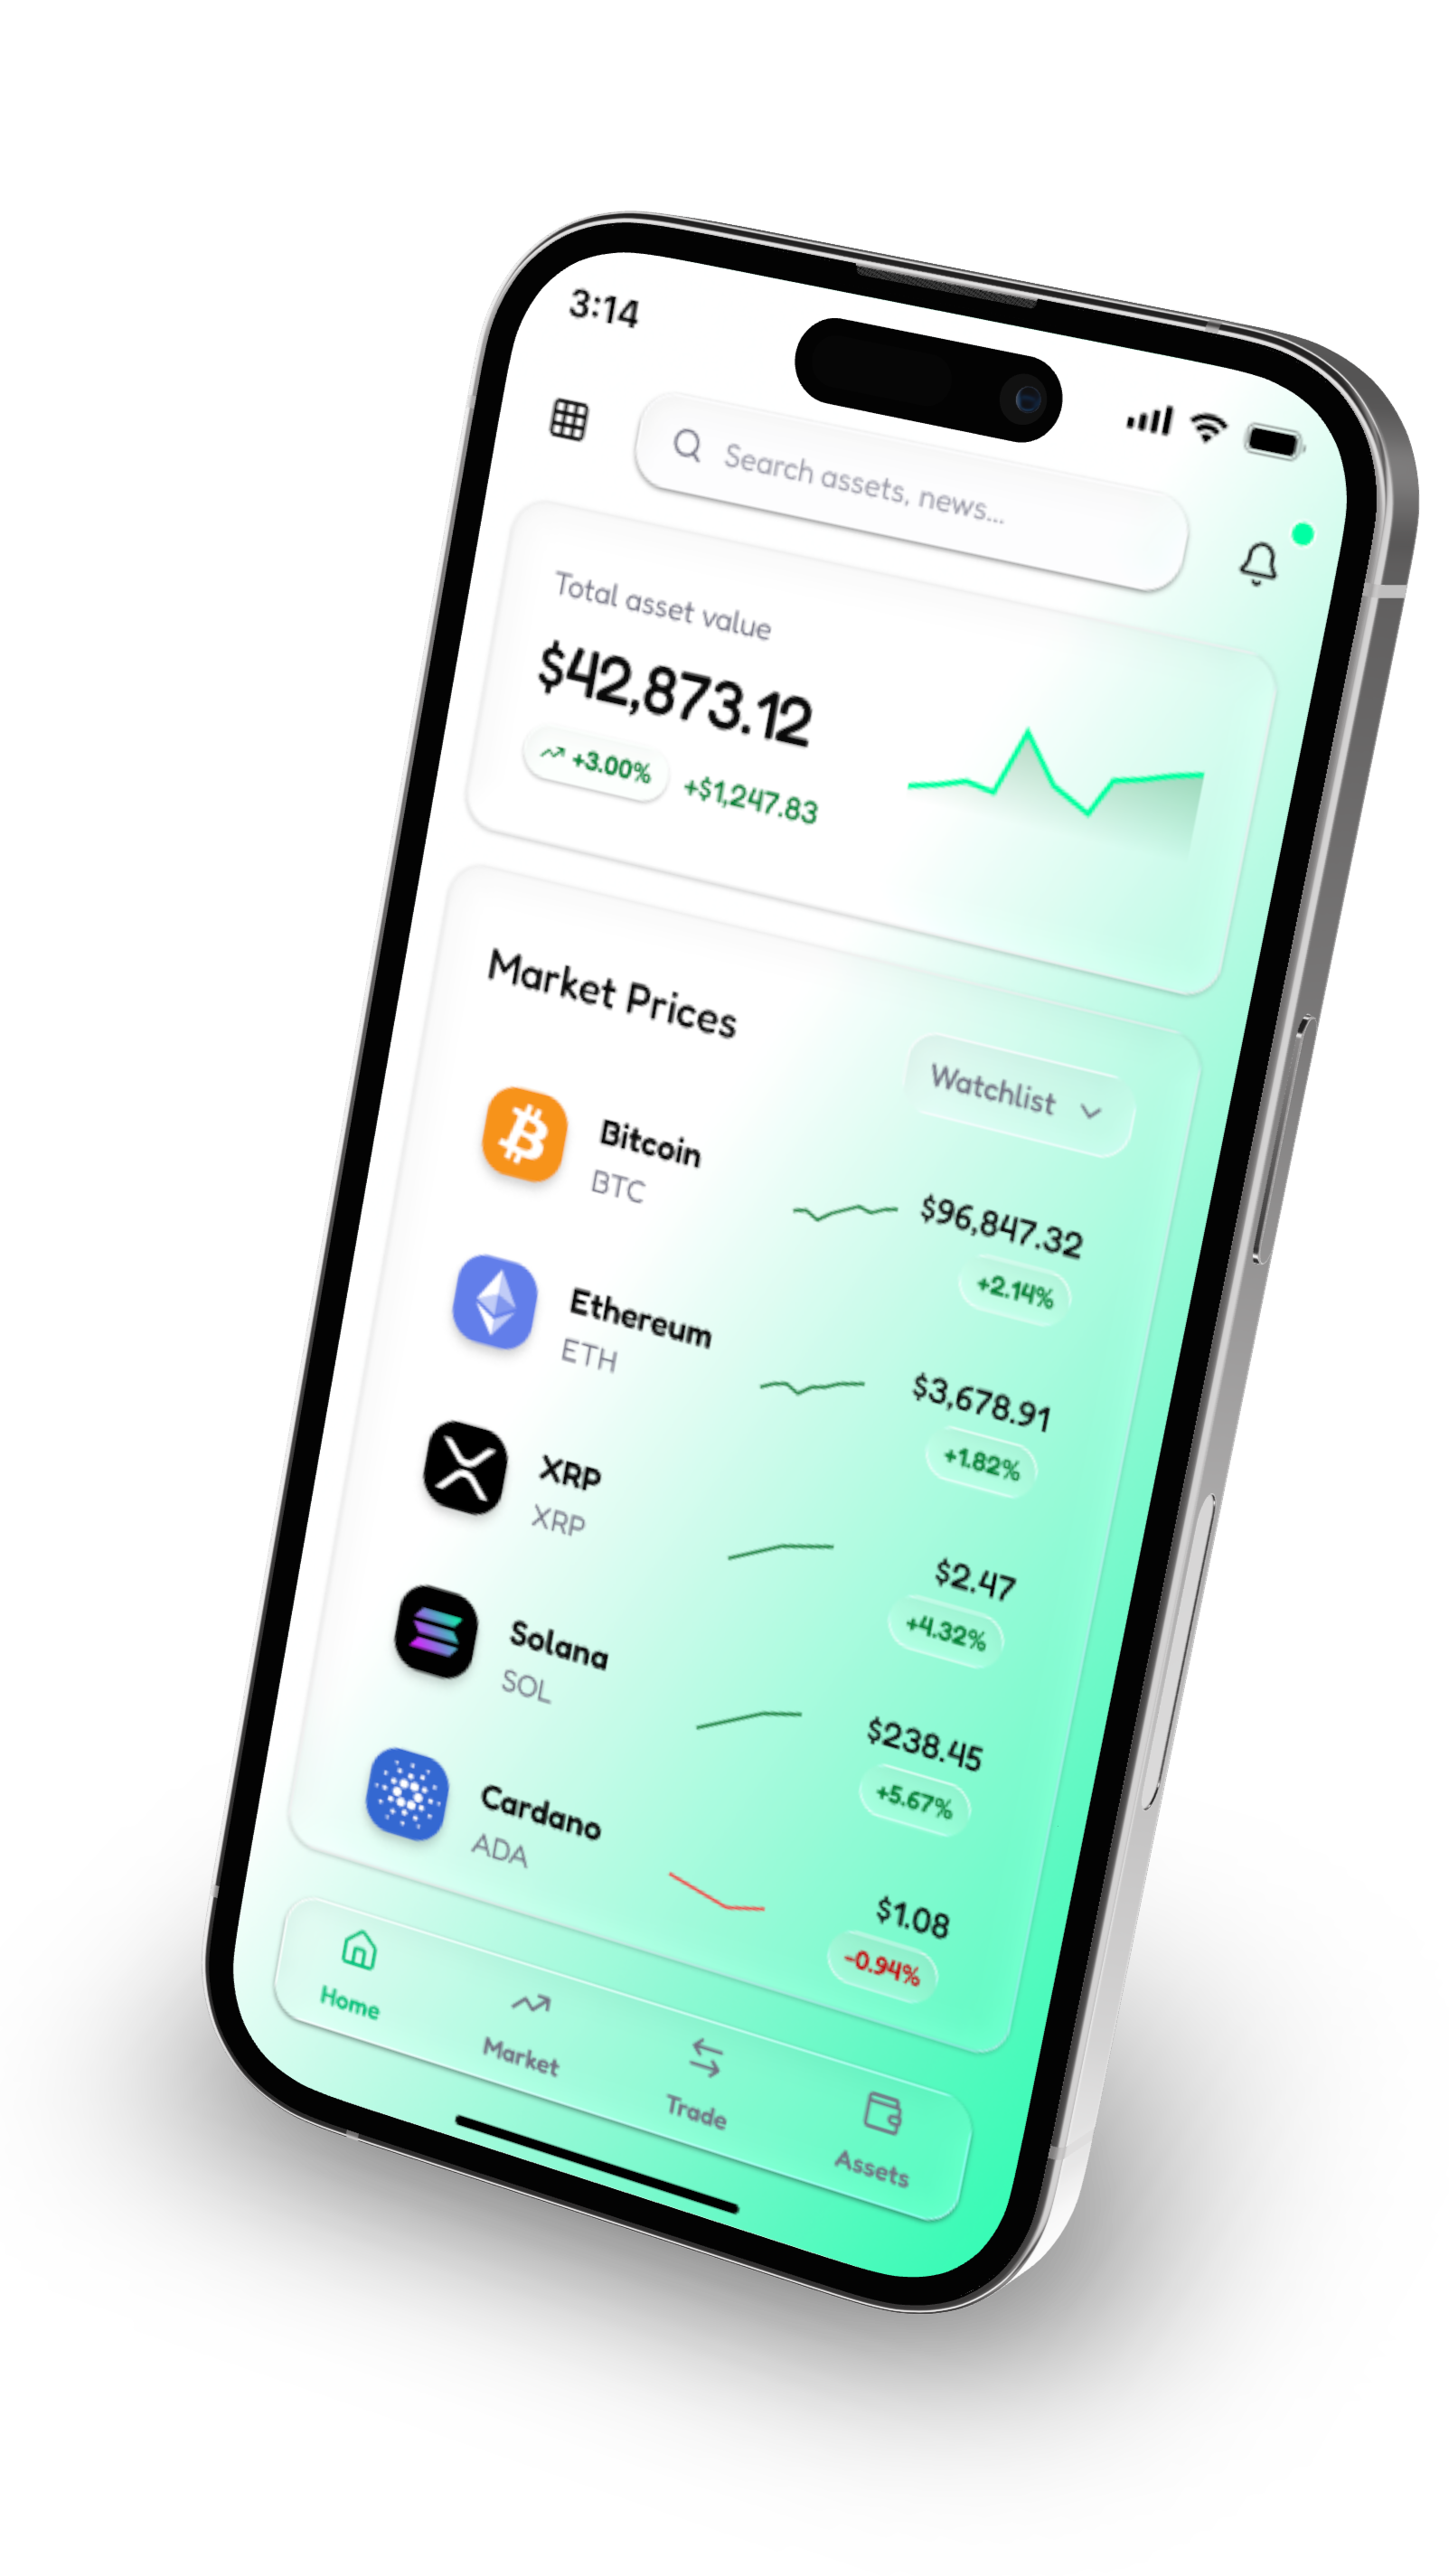 3:14
Search assets, news...
Total asset value
$42,873.12
+3.00% +$1,247.83
Market Prices
Watchlist
Bitcoin
BTC
$96,847.32
+2.14%
Ethereum
ETH
$3,678.91
+1.82%
XRP
XRP
$2.47
+4.32%
Solana
SOL
$238.45
+5.67%
Cardano
ADA
$1.08
-0.94%
Home
Market
Trade
Assets